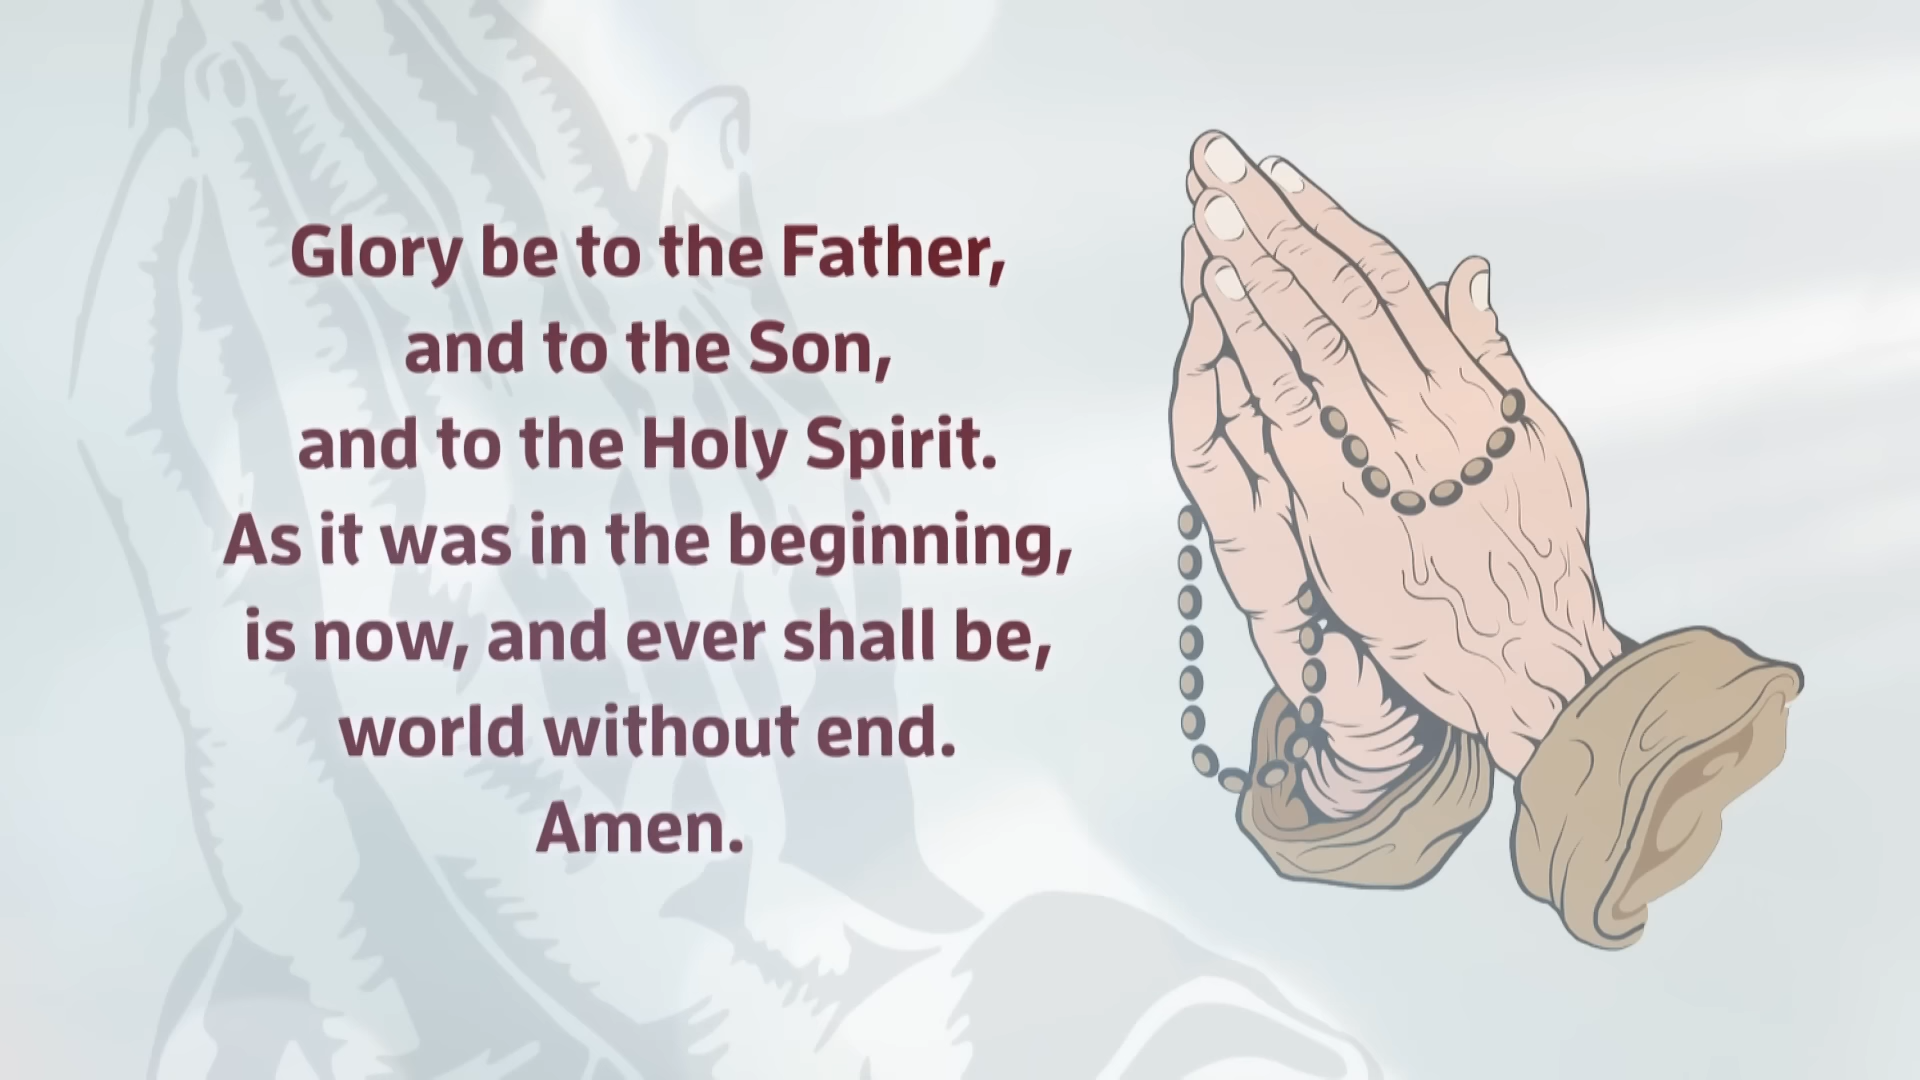 Glory be to the Father,
and to the Son,
and to the Holy Spirit.
As it was in the beginning,
is now, and ever shall be,
world without end.
Amen.